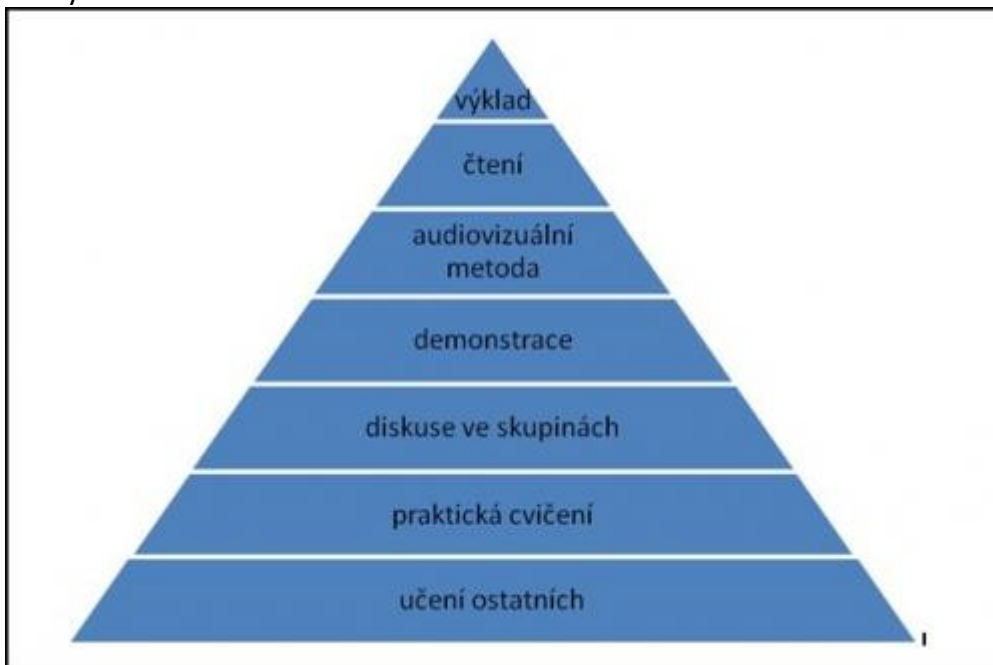 výklad
čtení
audiovizuální
metoda
demonstrace
diskuse ve skupinách
praktická cvičení
učení ostatních